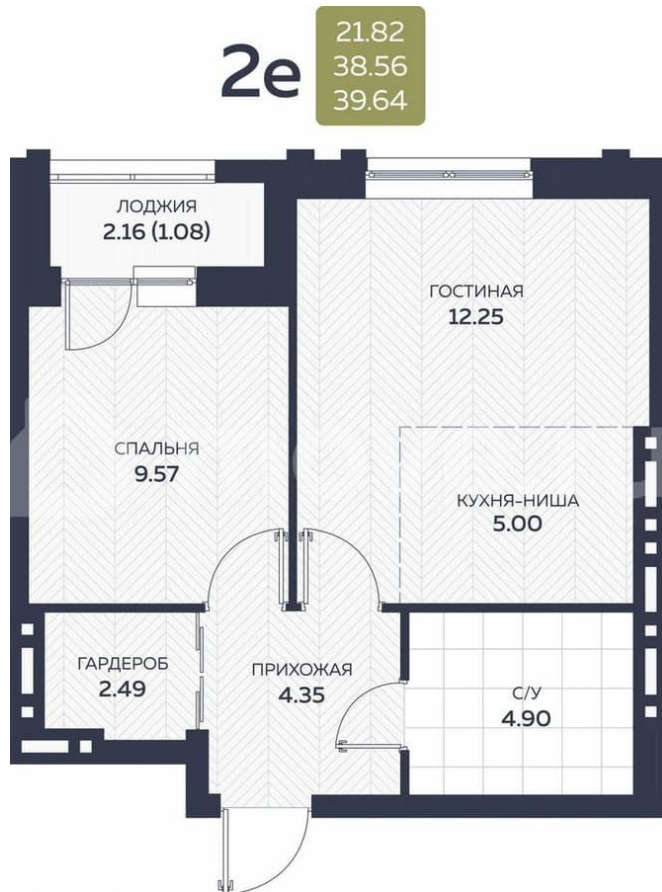 2е
21.82
38.56
39.64
ЛОДЖИЯ
2.16 (1.08)
ГОСТИНАЯ
12.25
СПАЛЬНЯ
9.57
КУХНЯ-НИША
5.00
ГАРДЕРОБ
2.49
ПРИХОЖАЯ
4.35
С/У
4.90